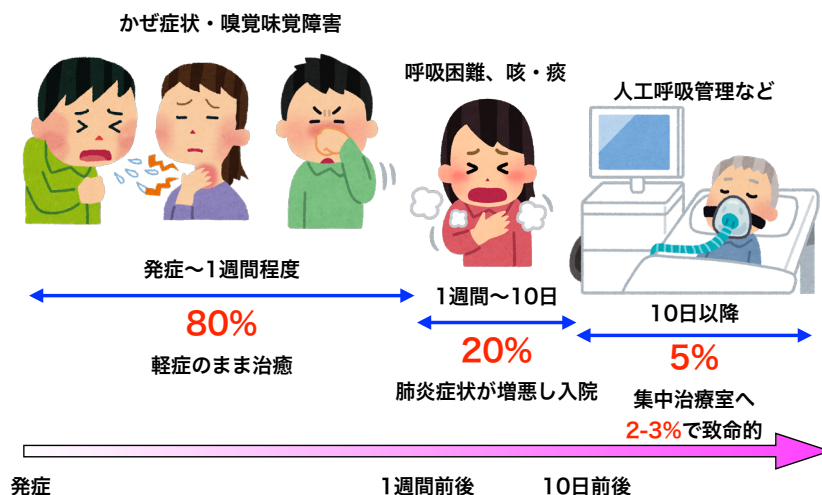 かぜ症状・嗅覚味覚障害
呼吸困難、咳・痰
人工呼吸管理など
発症〜1週間程度
80%
軽症のまま治癒
1週間〜10日
20%
肺炎症状が増悪し入院
10日以降
5%
集中治療室へ
2-3%で致命的
発症
1週間前後
10日前後